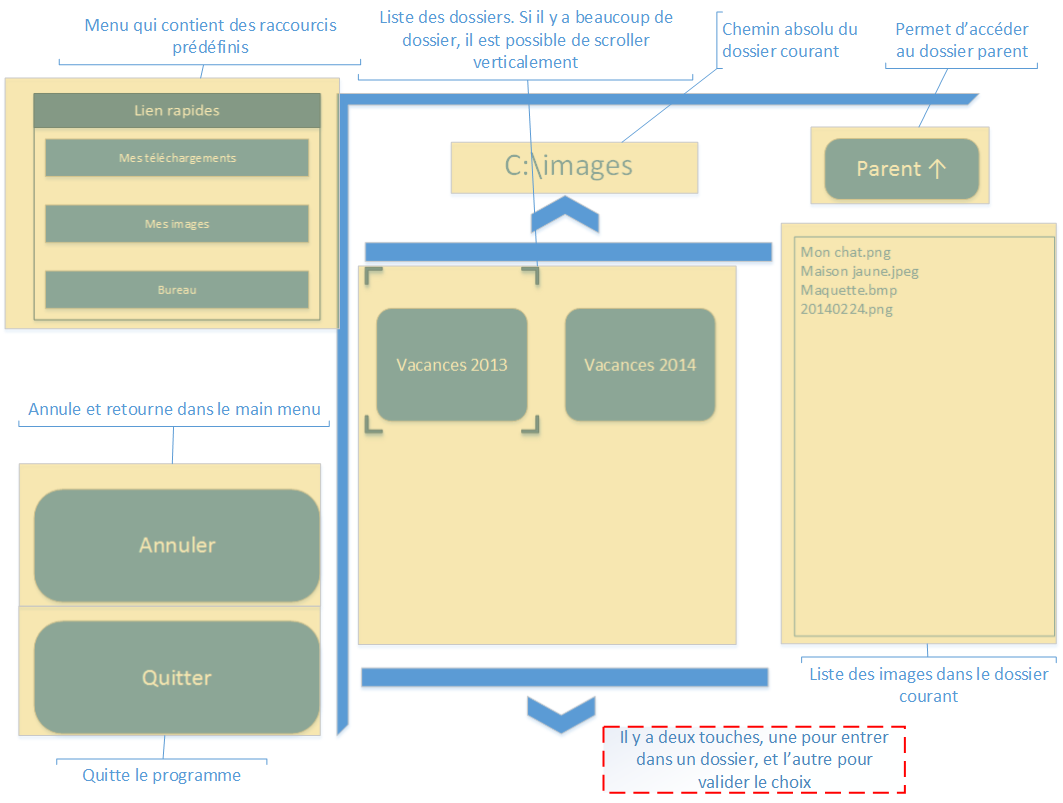 Menu qui contient des raccourcis
prédéfinis
Liste des dossiers. Si il y a beaucoup de
dossier, il est possible de scroller
verticalement
Chemin absolu du
dossier courant
Permet d’accéder
au dossier parent
Lien rapides
Mes téléchargements
Mes images
Bureau
C:\images
Parent ↑
Mon chat.png
Maison jaune.jpeg
Maquette.bmp
20140224.png
Vacances 2013
Vacances 2014
Annule et retourne dans le main menu
Annuler
Quitter
Quitte le programme
Liste des images dans le dossier
courant
Il y a deux touches, une pour entrer
dans un dossier, et l’autre pour
valider le choix